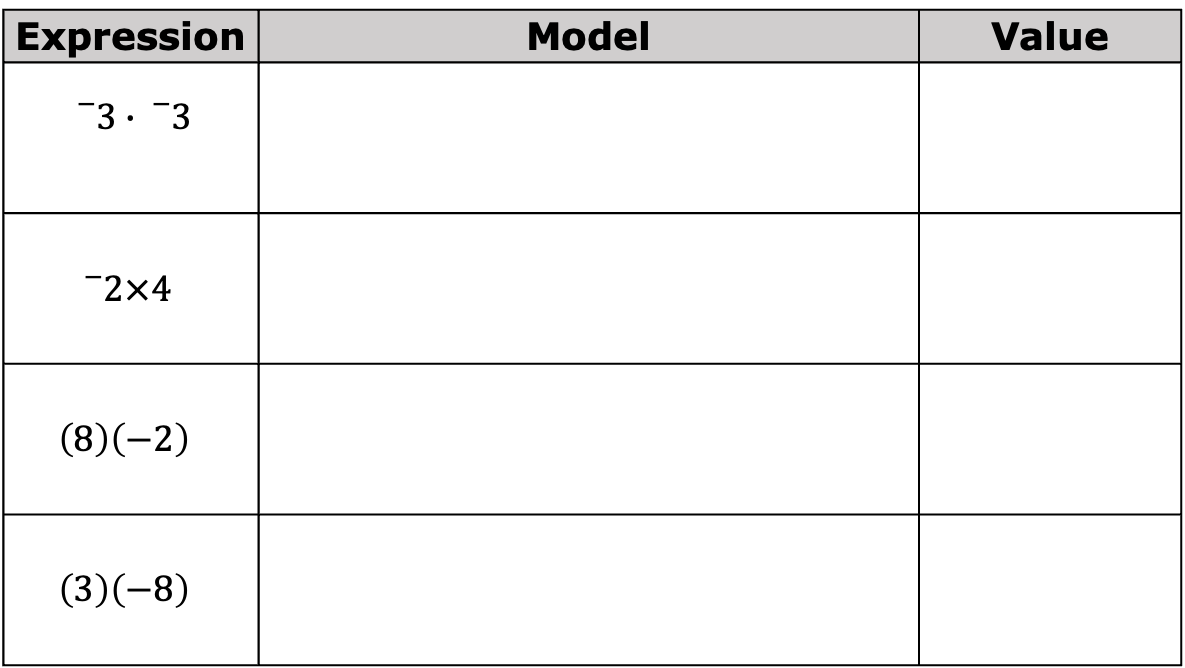 Expression Model Value
⁻3 · ⁻3
⁻2×4
(8)(−2)
(3)(−8)